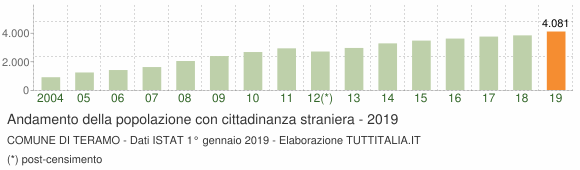 4.081
4.000
2.000
0
2004 05 06 07 08 09 10 11 12(*) 13 14 15 16 17 18 19
Andamento della popolazione con cittadinanza straniera - 2019
COMUNE DI TERAMO - Dati ISTAT 1° gennaio 2019 - Elaborazione TUTTITALIA.IT
(*) post-censimento